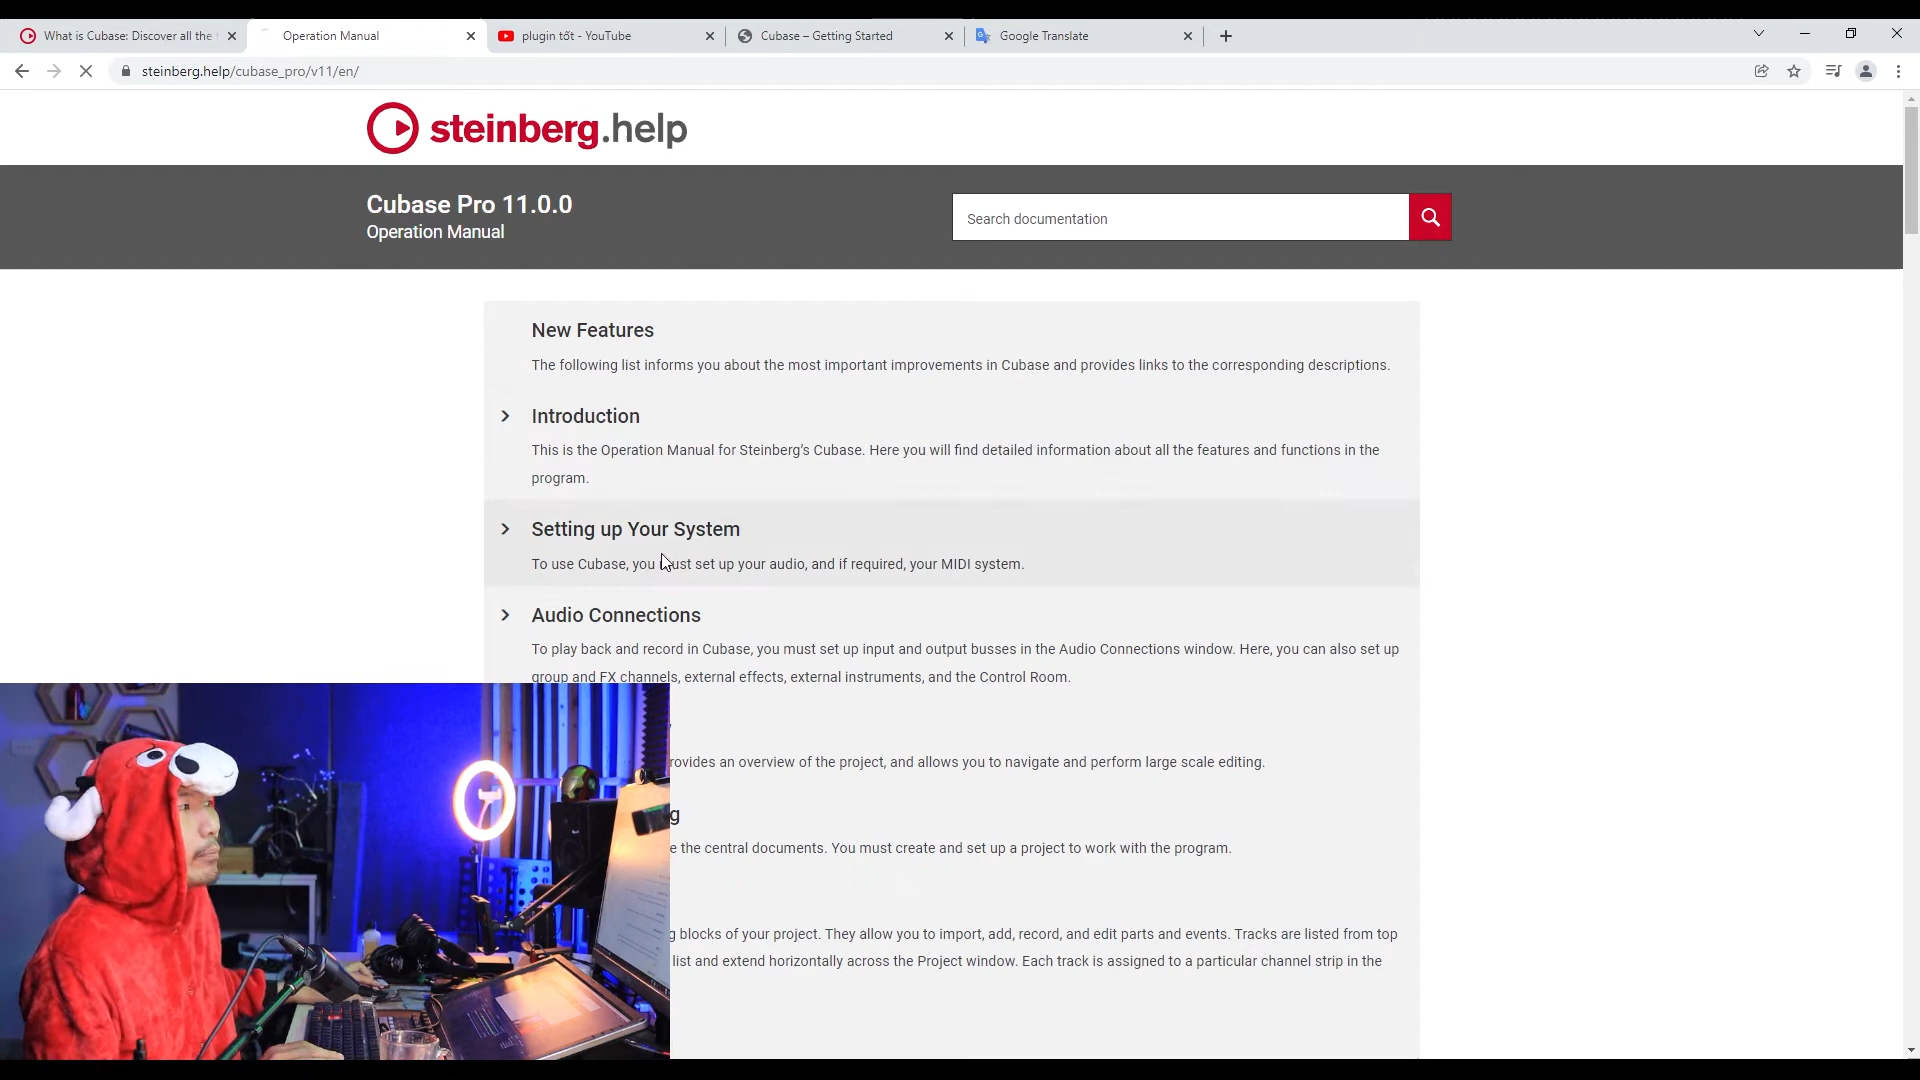 What is Cubase: Discover all the
Operation Manual
plugin tốt - YouTube
Cubase – Getting Started
Google Translate
steinberg.help/cubase_pro/v11/en/
steinberg.help
Cubase Pro 11.0.0
Operation Manual
Search documentation
New Features
The following list informs you about the most important improvements in Cubase and provides links to the corresponding descriptions.
Introduction
This is the Operation Manual for Steinberg’s Cubase. Here you will find detailed information about all the features and functions in the
program.
Setting up Your System
To use Cubase, you must set up your audio, and if required, your MIDI system.
Audio Connections
To play back and record in Cubase, you must set up input and output busses in the Audio Connections window. Here, you can also set up
group and FX channels, external effects, external instruments, and the Control Room.
rovides an overview of the project, and allows you to navigate and perform large scale editing.
g
e the central documents. You must create and set up a project to work with the program.
g blocks of your project. They allow you to import, add, record, and edit parts and events. Tracks are listed from top
list and extend horizontally across the Project window. Each track is assigned to a particular channel strip in the